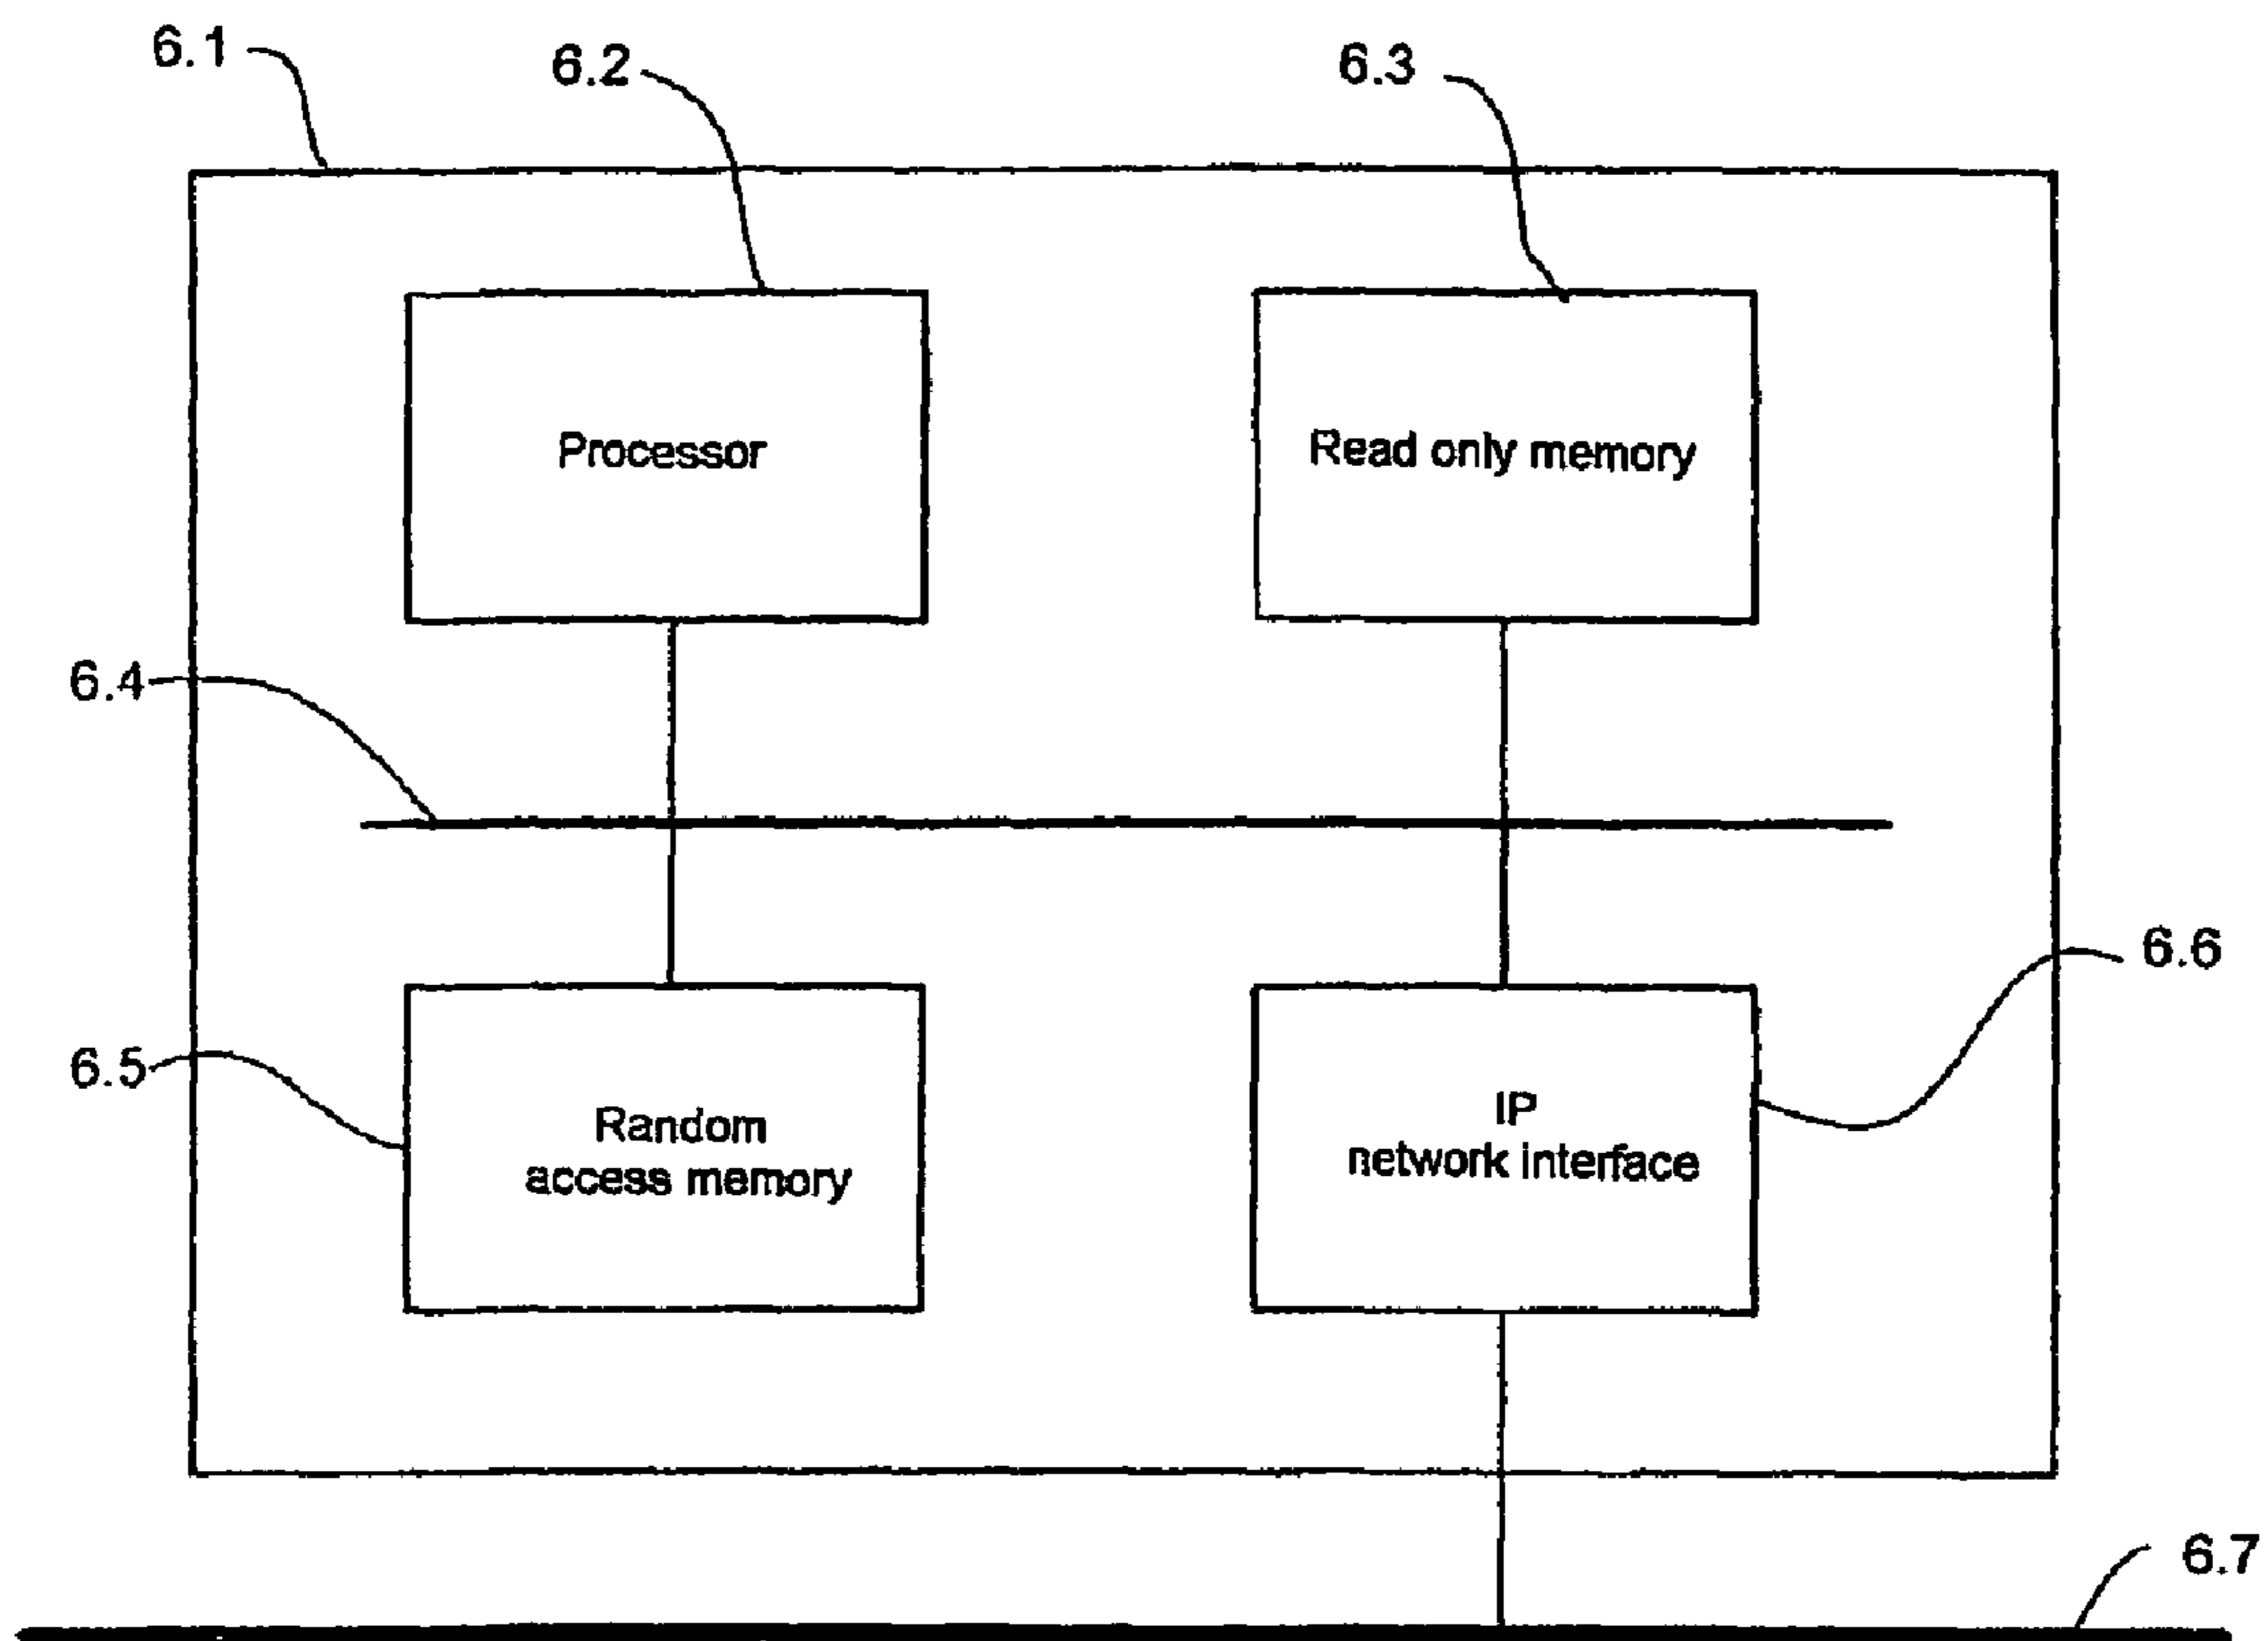 6.1
6.2
6.3
Processor
Read only memory
6.4
6.6
6.5
Random
access memory
IP
network interface
6.7